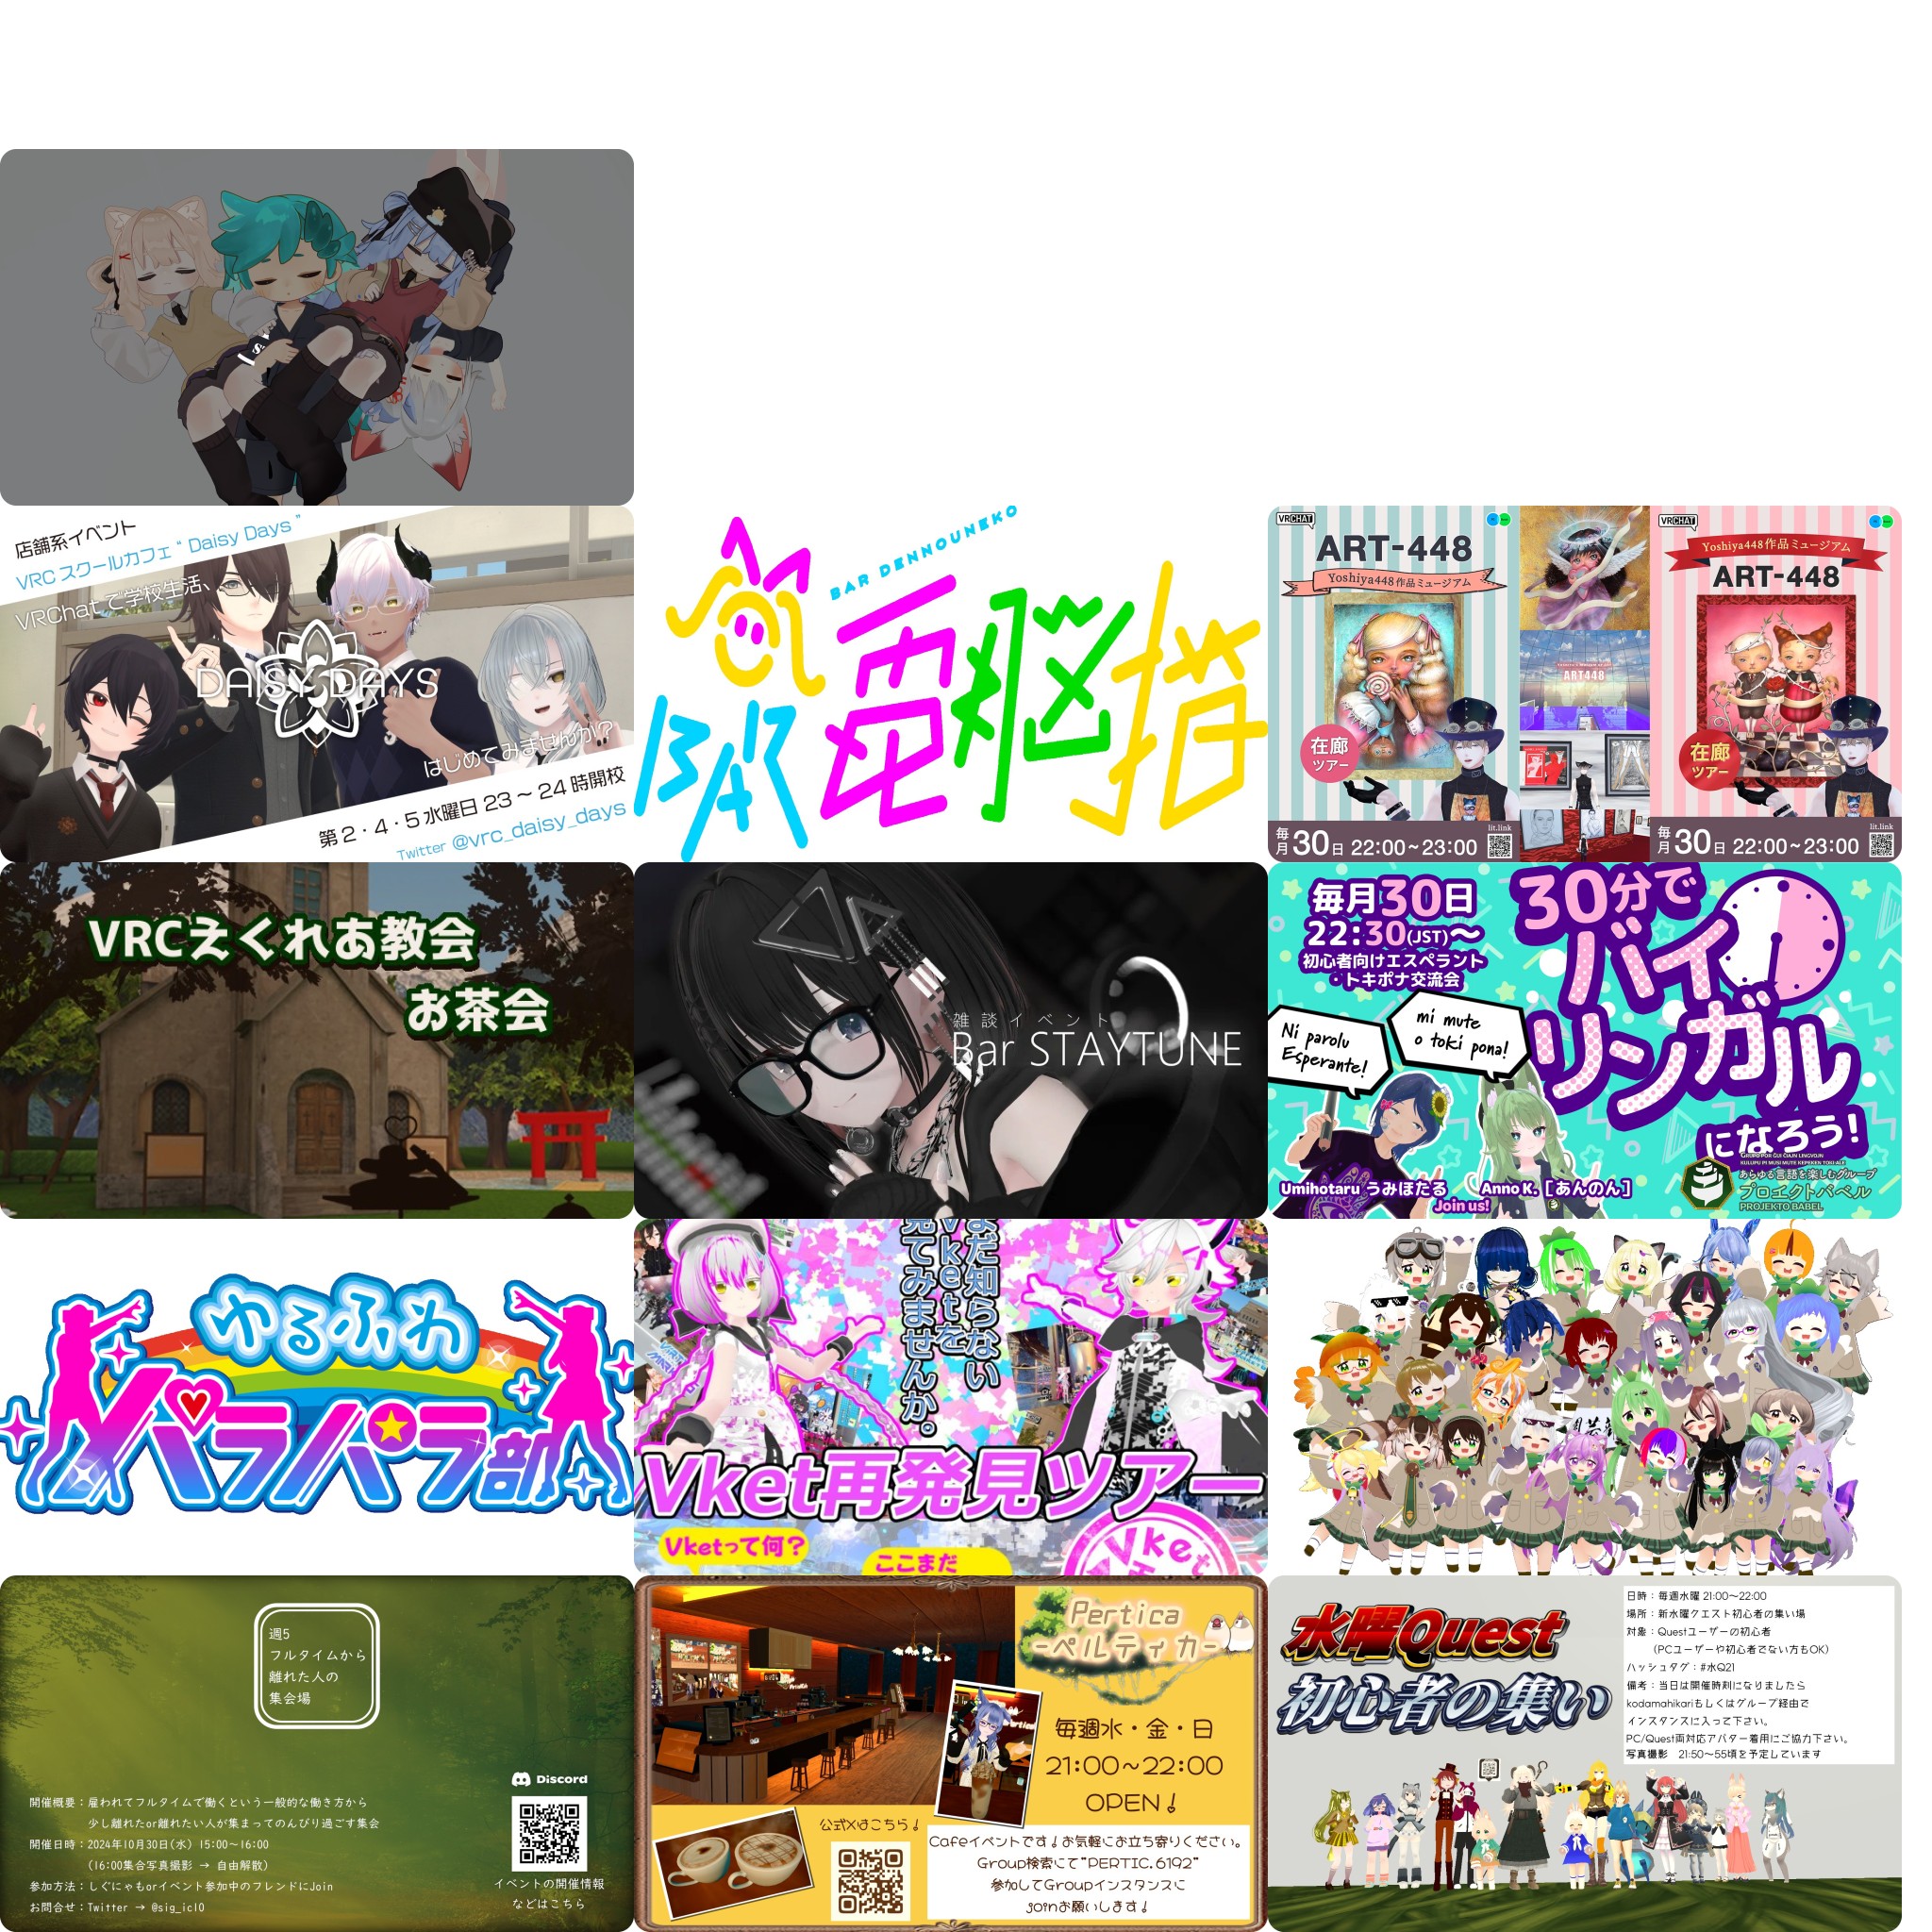 店舗系イベント
VRC スクールカフェ “ Daisy Days ”
VRChat で学校生活、
DAISY DAYS
はじめてみませんか?
第2・4・5 水曜日 23 ~ 24 時開校
Twitter @vrc_daisy_days
BAR DENNOUNEKO
BAR 電脳猫
VRCHAT
ART-448
Yoshiya448作品ミュージアム
在廊
ツアー
毎月30日 22:00~23:00
lit.link
ART448
VRCHAT
Yoshiya448作品ミュージアム
ART-448
在廊
ツアー
毎月30日 22:00~23:00
lit.link
VRCえくれあ教会
お茶会
雑談イベント
Bar STAYTUNE
毎月30日
22:30(JST)~
初心者向けエスペラント
・トキポナ交流会
30分で
バイ
リンガル
になろう!
Ni parolu
Esperante!
mi mute
o toki pona!
Umihotaru うみほたる
Anno K. [あんのん]
Join us!
あらゆる言語を楽しむグループ
プロエクトバベル
PROJEKTO BABEL
ゆるふわ
パラパラ部
まだ知らない
Vketを
見てみませんか。
Vket再発見ツアー
Vketって何?
ここまだ
Vket
週5
フルタイムから
離れた人の
集会場
開催概要:雇われてフルタイムで働くという一般的な働き方から
少し離れたor離れたい人が集まってのんびり過ごす集会
開催日時:2024年10月30日(水) 15:00~16:00
(16:00集合写真撮影 → 自由解散)
参加方法:しぐにゃもorイベント参加中のフレンドにJoin
お問合せ:Twitter → @sig_ic10
Discord
イベントの開催情報
などはこちら
Pertica
-ペルティカ-
毎週水・金・日
21:00~22:00
OPEN!
公式Xはこちら!
Cafeイベントです!お気軽にお立ち寄りください。
Group検索にて"PERTIC.6192"
参加してGroupインスタンスに
joinお願いします!
水曜Quest
初心者の集い
日時:毎週水曜 21:00~22:00
場所:新水曜クエスト初心者の集い場
対象:Questユーザーの初心者
(PCユーザーや初心者でない方もOK)
ハッシュタグ:#水Q21
備考:当日は開催時刻になりましたら
kodamahikariもしくはグループ経由で
インスタンスに入って下さい。
PC/Quest両対応アバター着用にご協力下さい。
写真撮影 21:50~55頃を予定しています